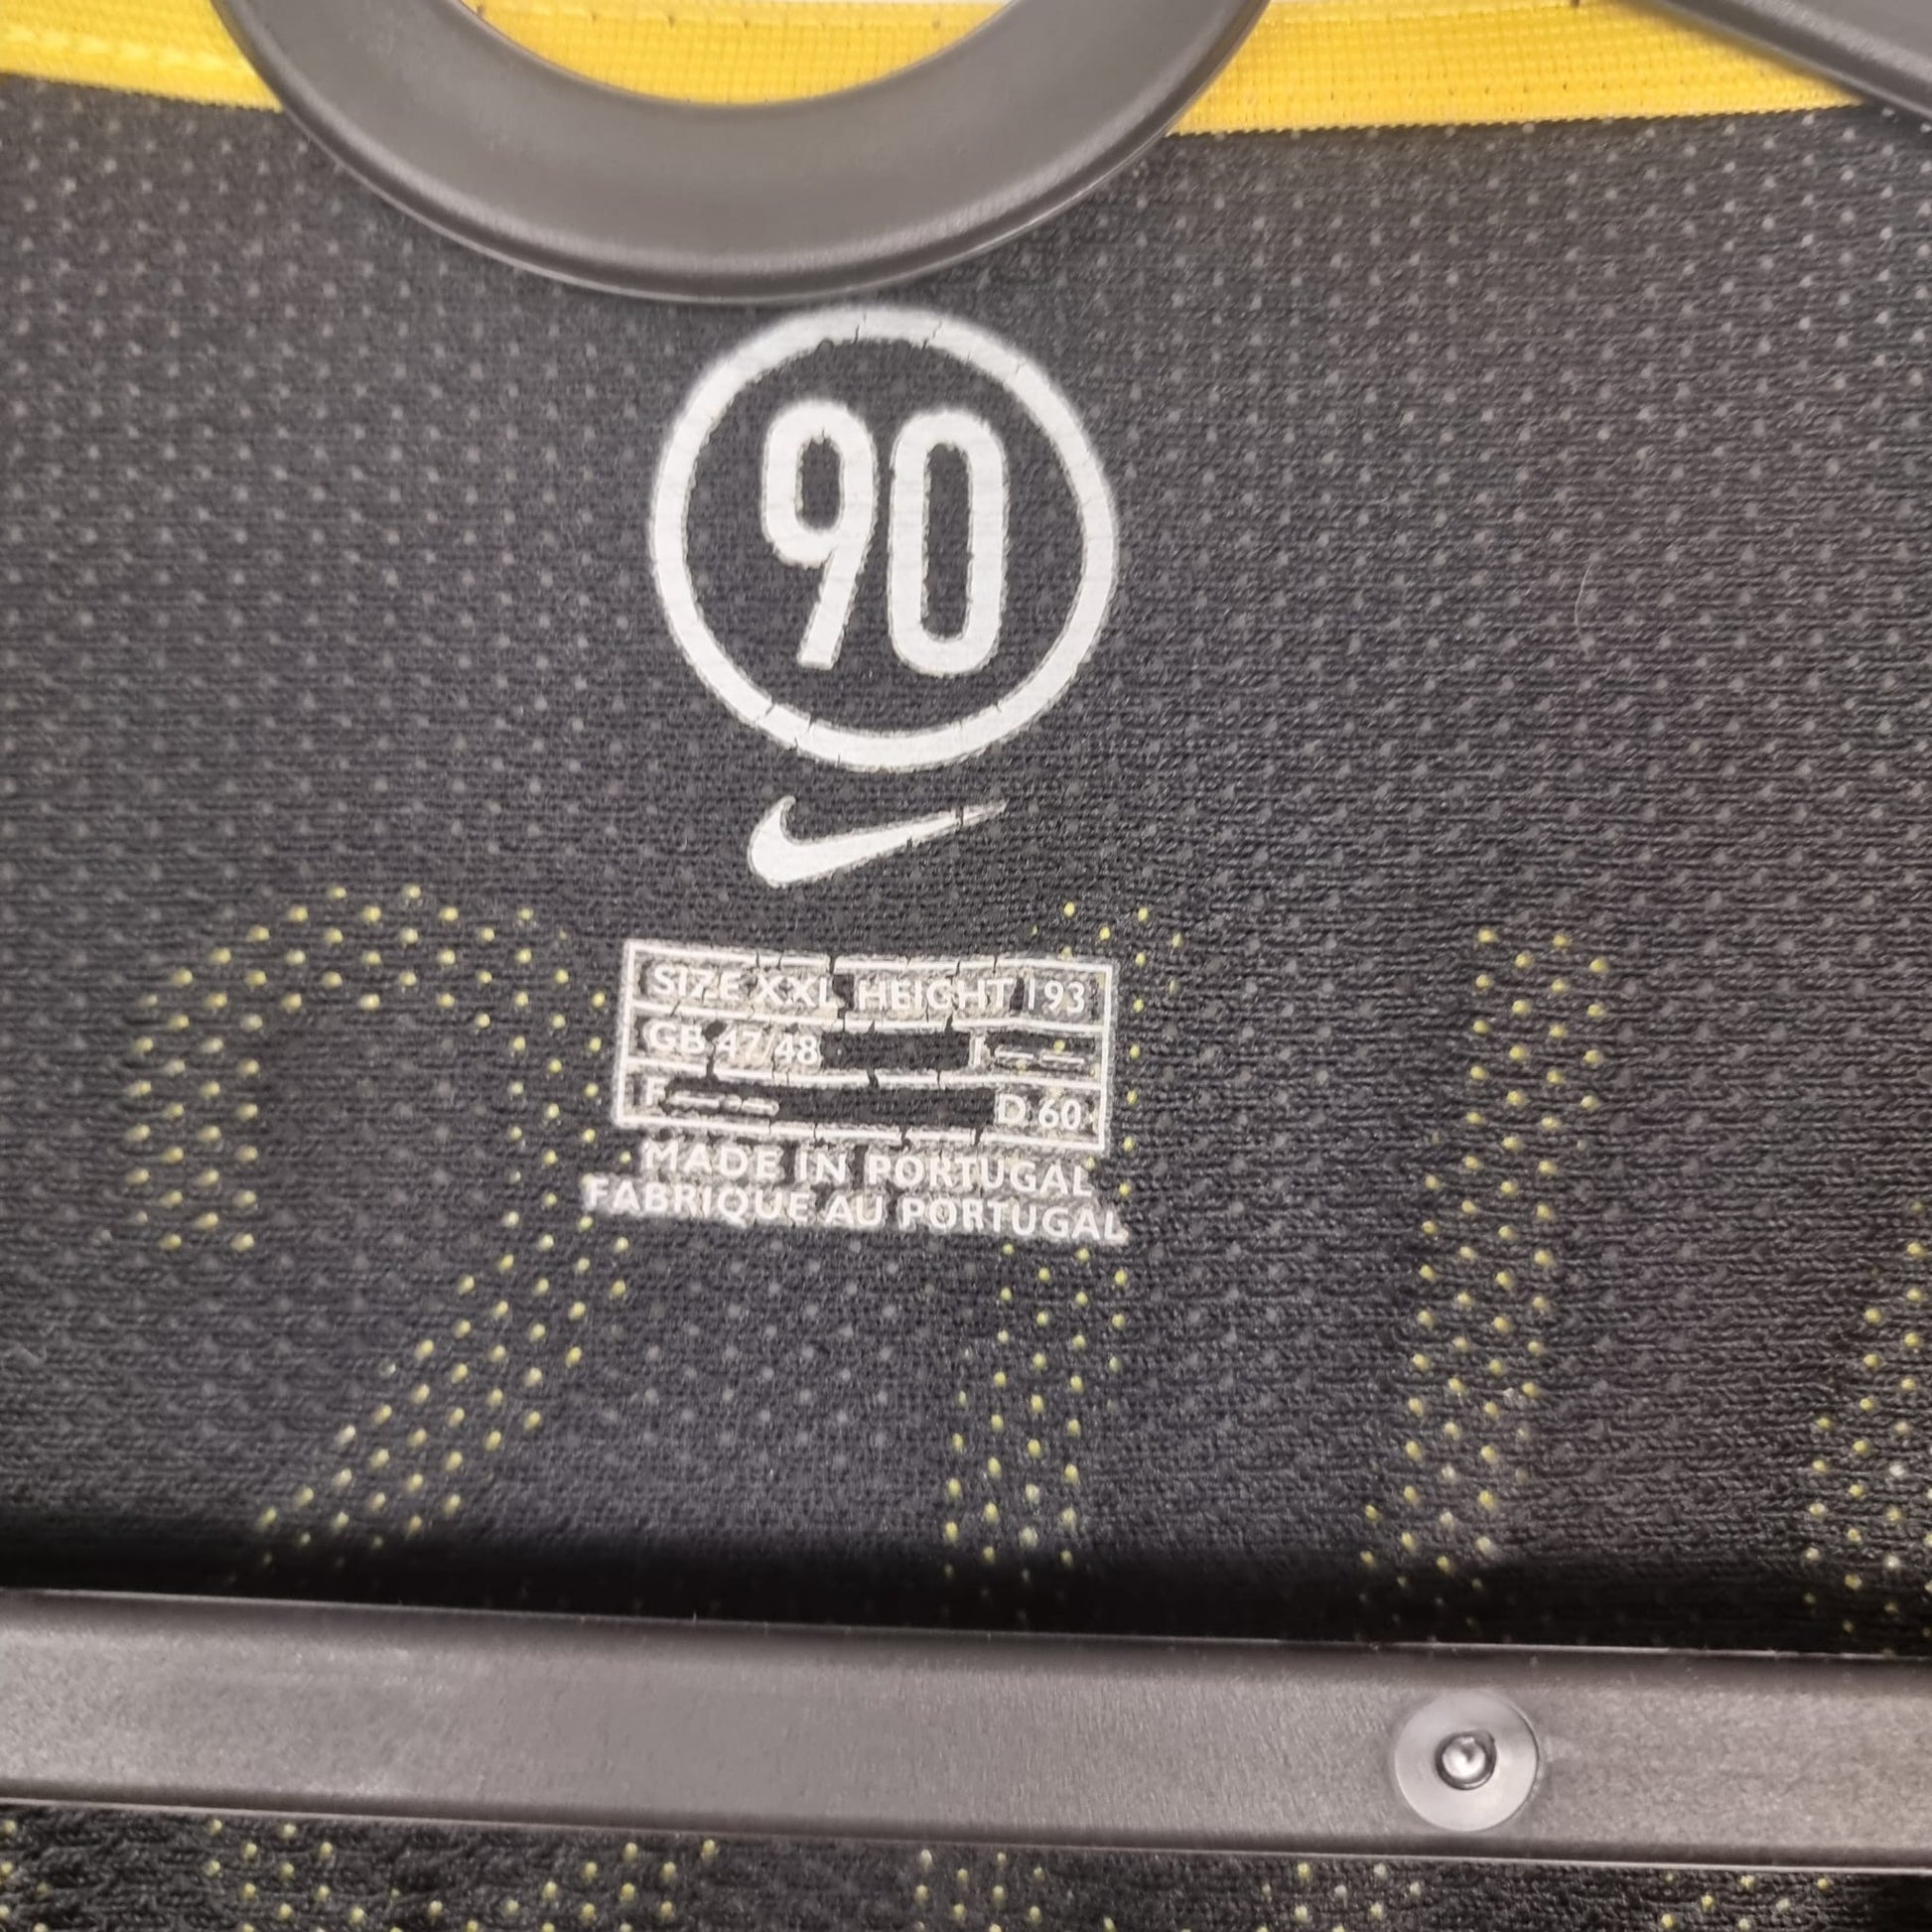 90
SIZE XXL HEIGHT 193
GB 47/48 I — —
F — — D 60
MADE IN PORTUGAL
FABRIQUE AU PORTUGAL